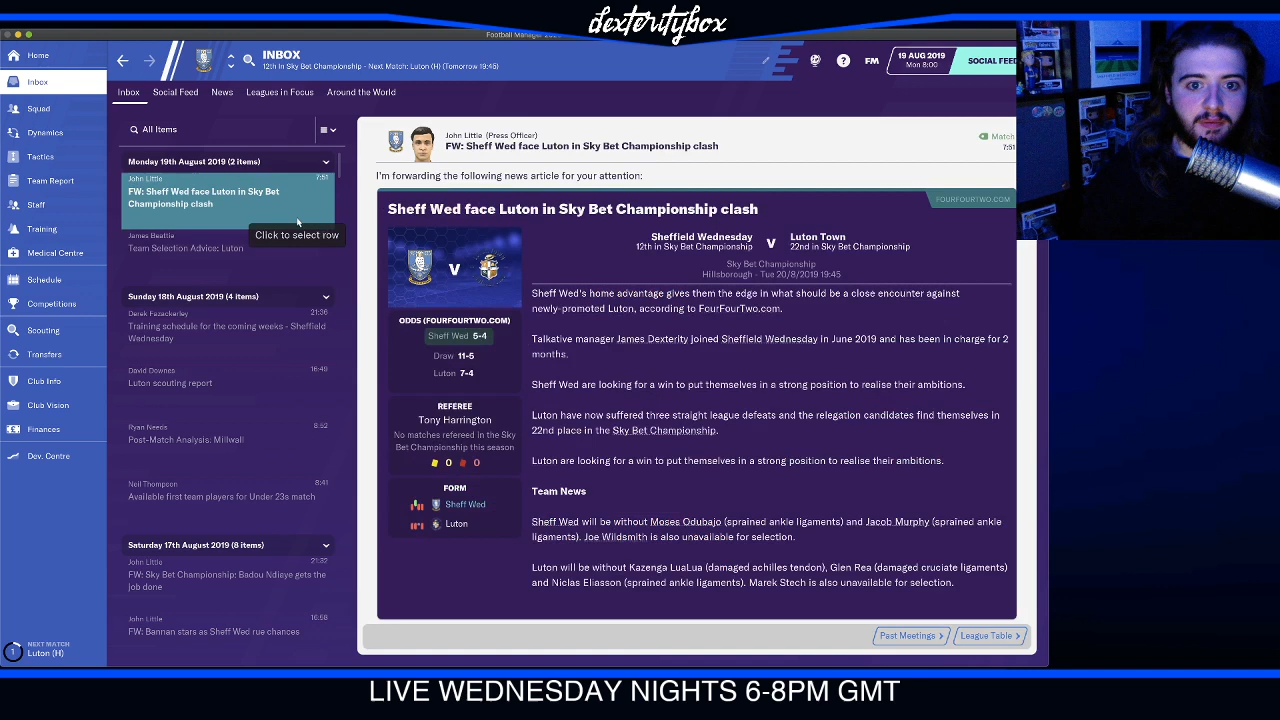 dexteritybox
Football Manager 20
Home
Inbox
Squad
Dynamics
Tactics
Team Report
Staff
Training
Medical Centre
Schedule
Competitions
Scouting
Transfers
Club Info
Club Vision
Finances
Dev. Centre
1
NEXT MATCH
Luton (H)
INBOX
12th In Sky Bet Championship - Next Match: Luton (H) (Tomorrow 19:45)
?
FM
19 AUG 2019
Mon 8:00
SOCIAL FEED
Inbox
Social Feed
News
Leagues in Focus
Around the World
All Items
Monday 19th August 2019 (2 items)
John Little 7:51
FW: Sheff Wed face Luton in Sky Bet
Championship clash
Click to select row
James Beattie
Team Selection Advice: Luton
Sunday 18th August 2019 (4 items)
Derek Fazackerley 21:36
Training schedule for the coming weeks - Sheffield
Wednesday
David Downes 16:49
Luton scouting report
Ryan Needs 8:52
Post-Match Analysis: Millwall
Neil Thompson 8:41
Available first team players for Under 23s match
Saturday 17th August 2019 (8 items)
John Little 21:32
FW: Sky Bet Championship: Badou Ndiaye gets the
job done
John Little 16:58
FW: Bannan stars as Sheff Wed rue chances
John Little (Press Officer)
FW: Sheff Wed face Luton in Sky Bet Championship clash
Match
7:51
I'm forwarding the following news article for your attention:
FOURFOURTWO.COM
Sheff Wed face Luton in Sky Bet Championship clash
V
Sheffield Wednesday
12th in Sky Bet Championship
V
Luton Town
22nd in Sky Bet Championship
Sky Bet Championship
Hillsborough - Tue 20/8/2019 19:45
ODDS (FOURFOURTWO.COM)
Sheff Wed 5-4
Draw 11-5
Luton 7-4
REFEREE
Tony Harrington
No matches refereed in the Sky
Bet Championship this season
0 0
FORM
Sheff Wed
Luton
Sheff Wed's home advantage gives them the edge in what should be a close encounter against
newly-promoted Luton, according to FourFourTwo.com.
Talkative manager James Dexterity joined Sheffield Wednesday in June 2019 and has been in charge for 2
months.
Sheff Wed are looking for a win to put themselves in a strong position to realise their ambitions.
Luton have now suffered three straight league defeats and the relegation candidates find themselves in
22nd place in the Sky Bet Championship.
Luton are looking for a win to put themselves in a strong position to realise their ambitions.
Team News
Sheff Wed will be without Moses Odubajo (sprained ankle ligaments) and Jacob Murphy (sprained ankle
ligaments). Joe Wildsmith is also unavailable for selection.
Luton will be without Kazenga LuaLua (damaged achilles tendon), Glen Rea (damaged cruciate ligaments)
and Niclas Eliasson (sprained ankle ligaments). Marek Stech is also unavailable for selection.
Past Meetings
League Table
LIVE WEDNESDAY NIGHTS 6-8PM GMT